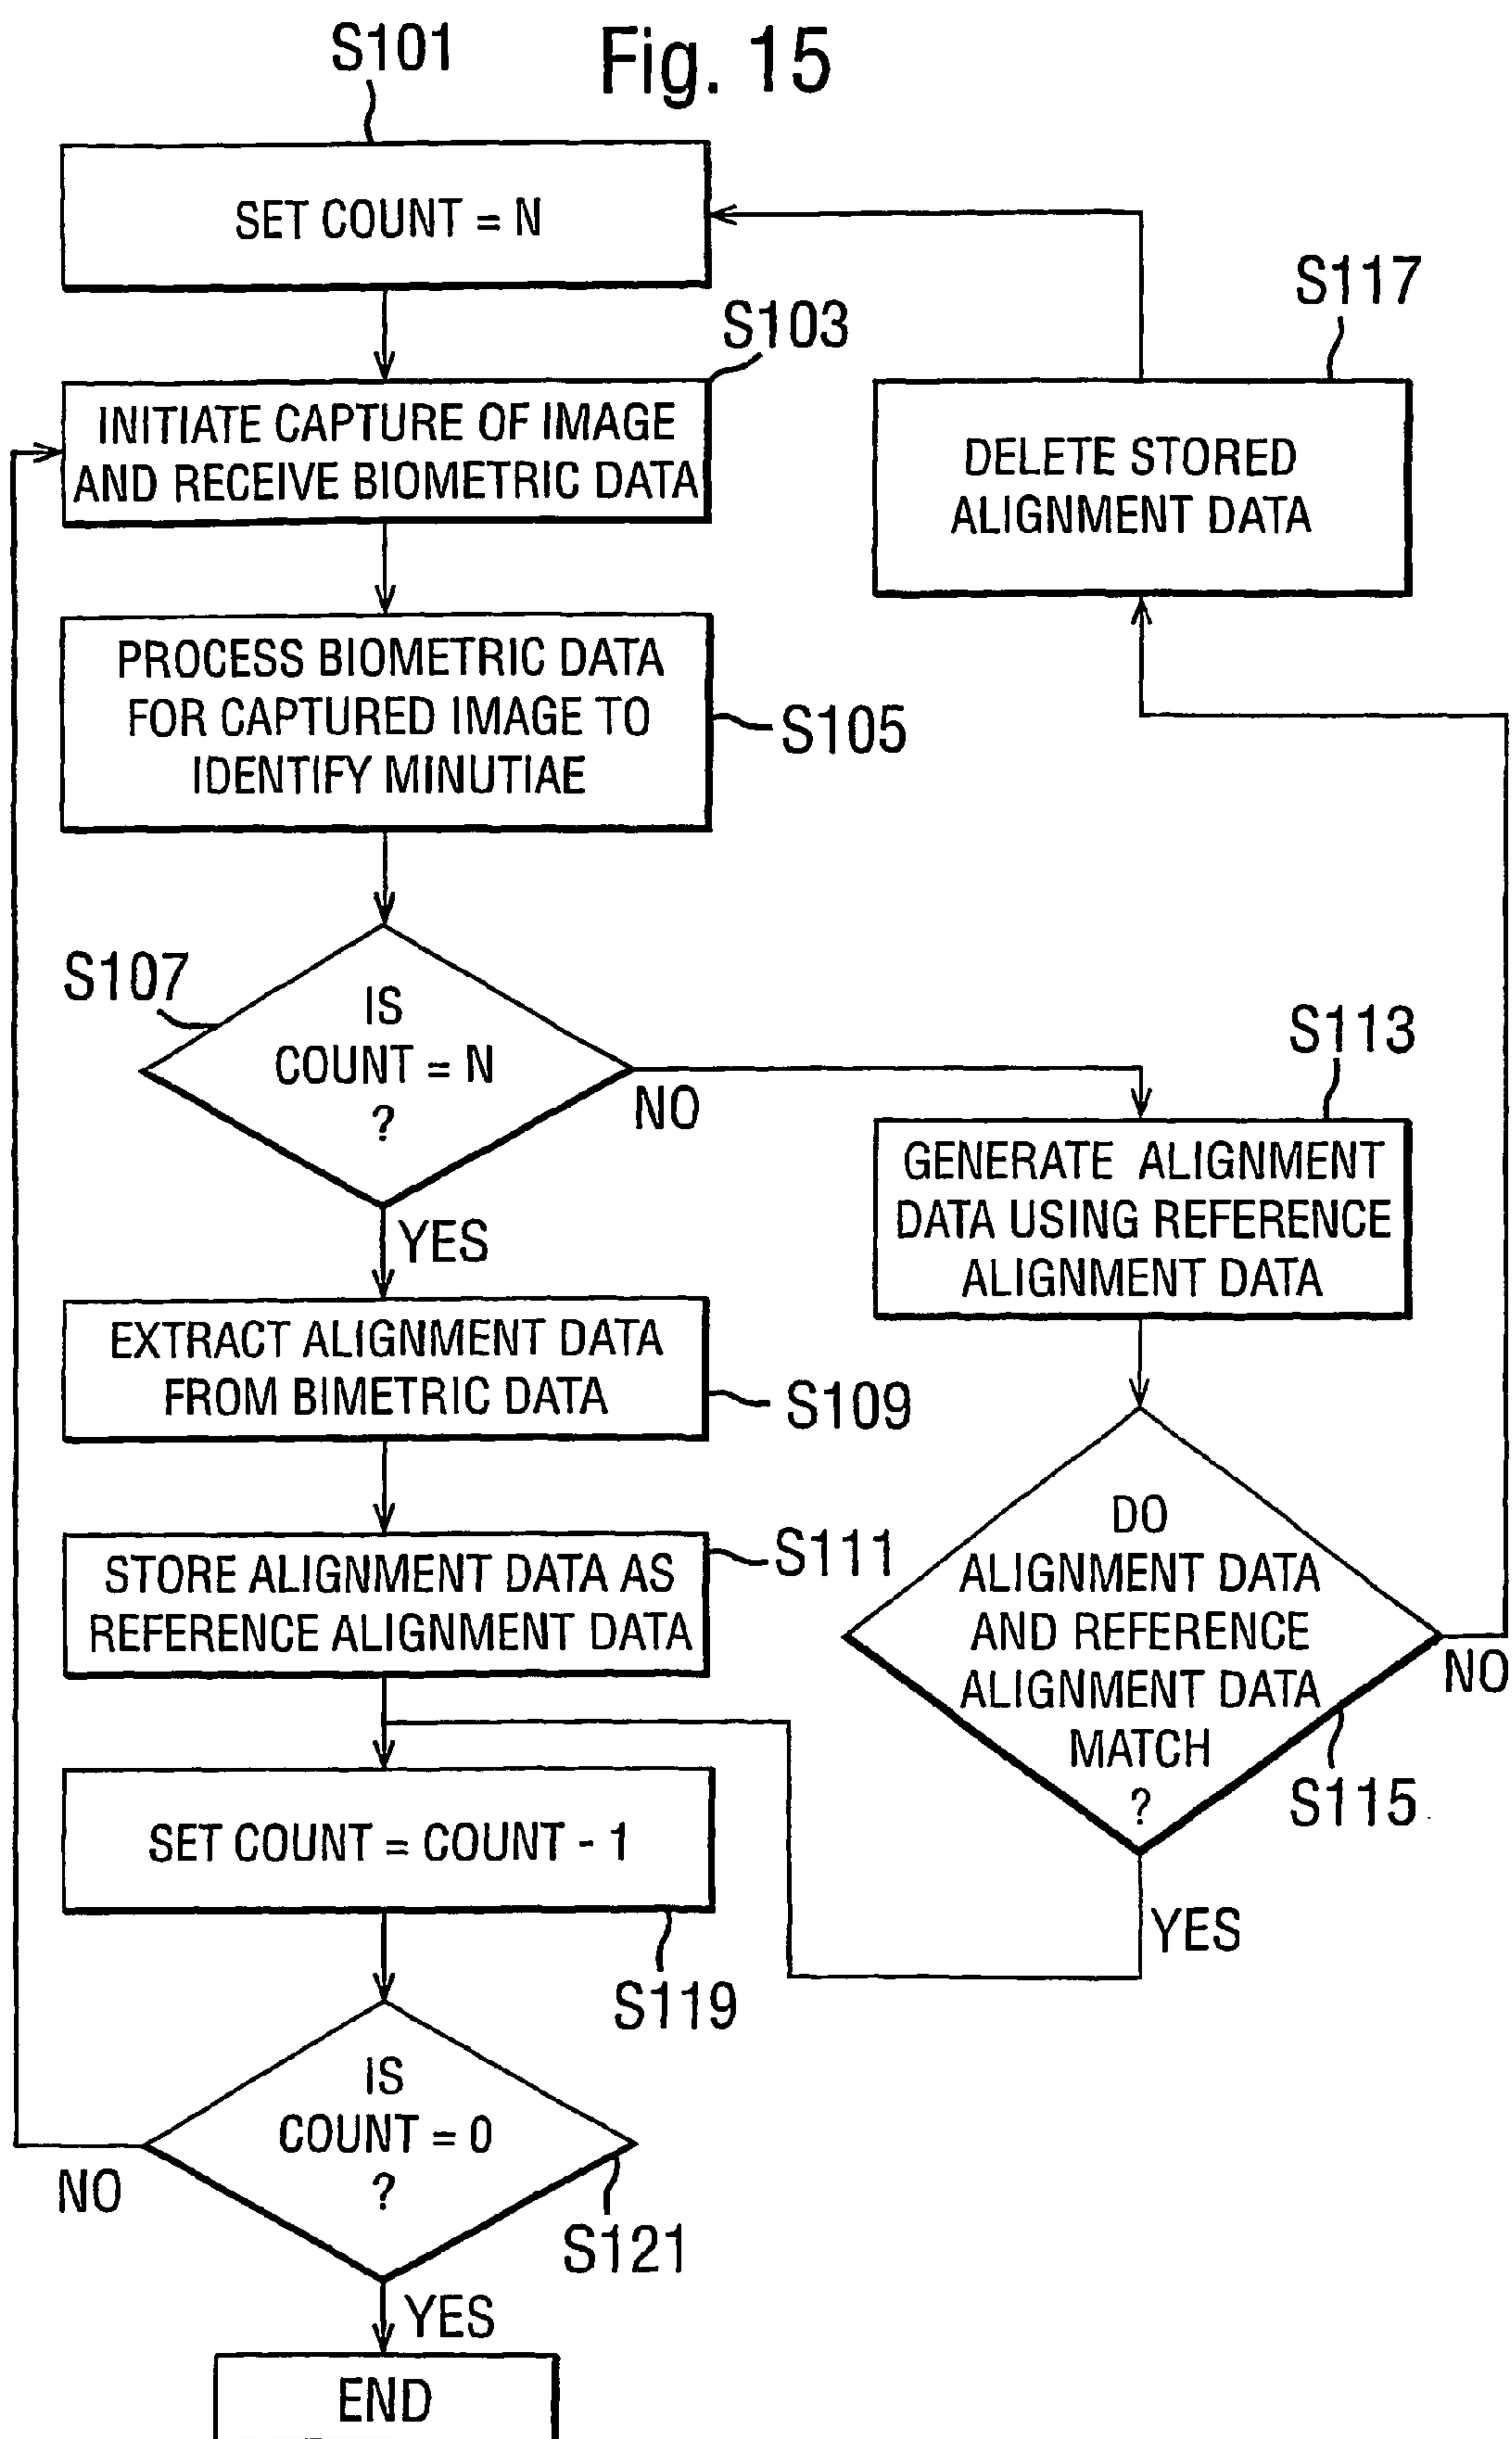 Fig. 15
S101
SET COUNT = N
S103
INITIATE CAPTURE OF IMAGE
AND RECEIVE BIOMETRIC DATA
S117
DELETE STORED
ALIGNMENT DATA
PROCESS BIOMETRIC DATA
FOR CAPTURED IMAGE TO
IDENTIFY MINUTIAE
S105
S107
IS
COUNT = N
?
NO
YES
S113
GENERATE ALIGNMENT
DATA USING REFERENCE
ALIGNMENT DATA
EXTRACT ALIGNMENT DATA
FROM BIMETRIC DATA
S109
STORE ALIGNMENT DATA AS
REFERENCE ALIGNMENT DATA
S111
DO
ALIGNMENT DATA
AND REFERENCE
ALIGNMENT DATA
MATCH
?
NO
S115
YES
SET COUNT = COUNT - 1
S119
IS
COUNT = 0
?
NO
S121
YES
END